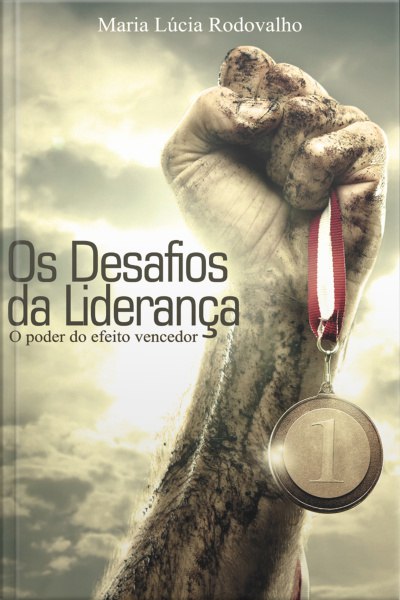 Maria Lúcia Rodovalho
Os Desafios
da Liderança
O poder do efeito vencedor
1